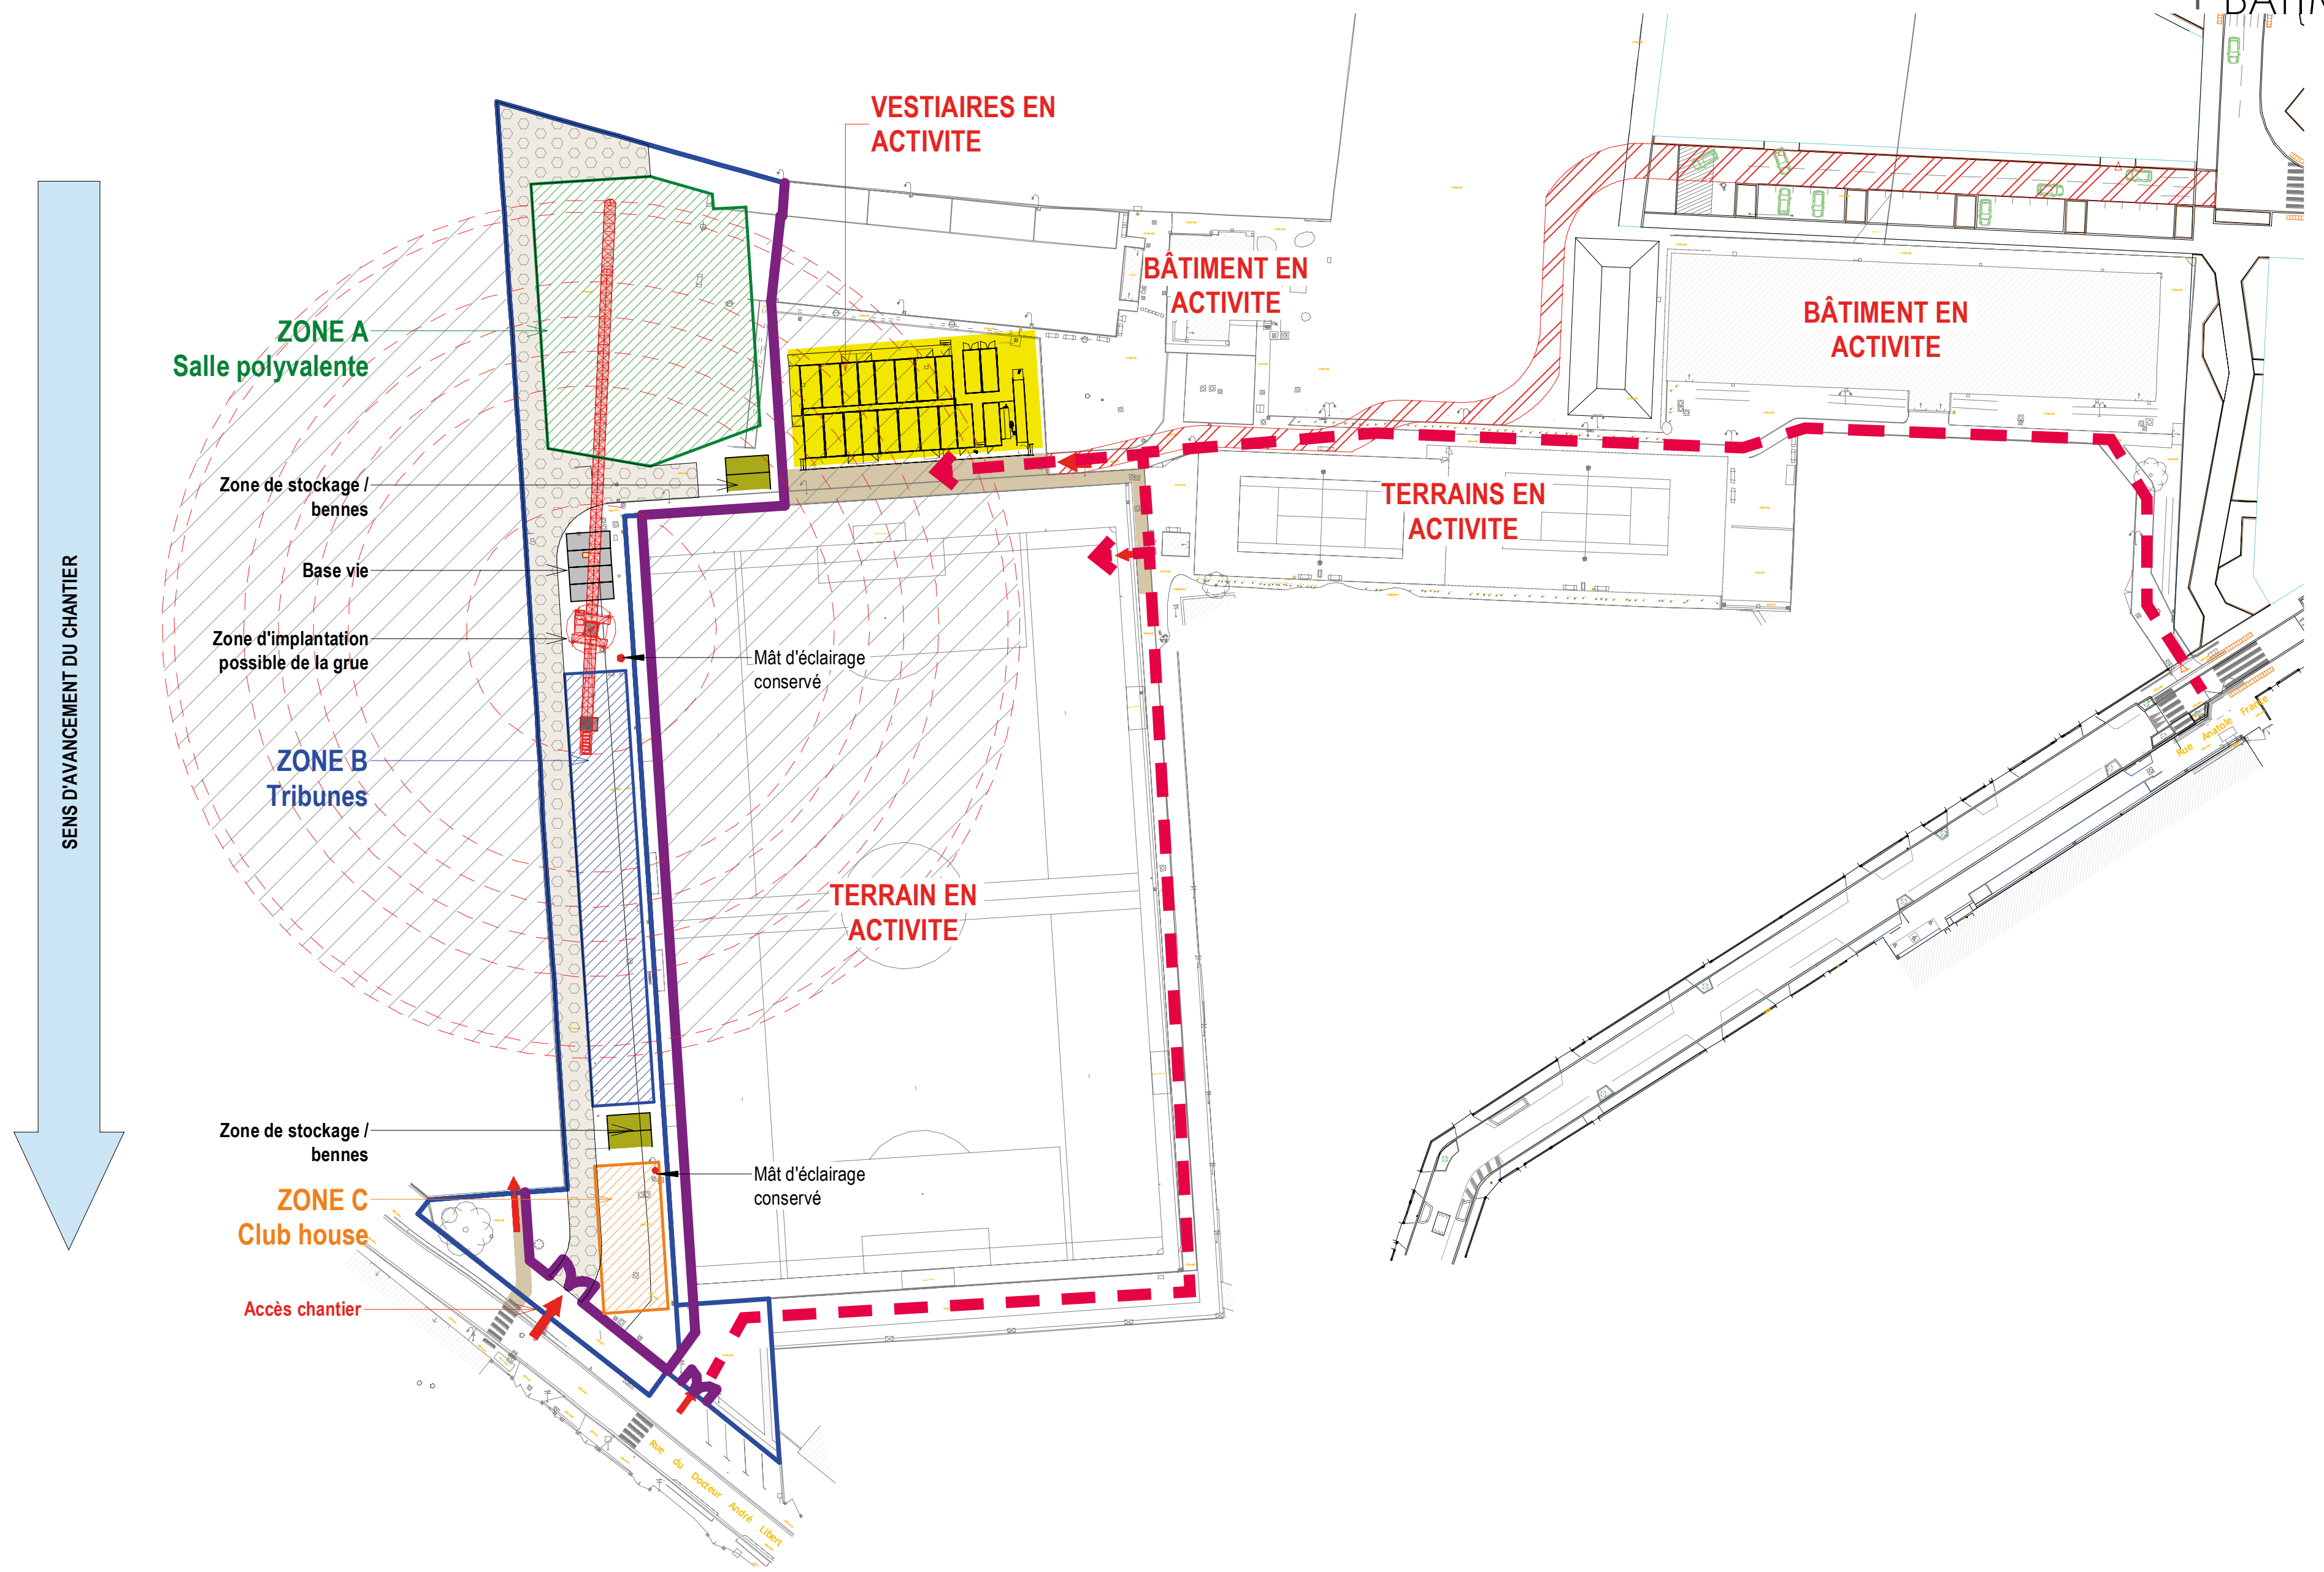 VESTIAIRES EN
ACTIVITE
BÂTIMENT EN
ACTIVITE
BÂTIMENT EN
ACTIVITE
ZONE A
Salle polyvalente
Zone de stockage /
bennes
TERRAINS EN
ACTIVITE
Base vie
Zone d'implantation
possible de la grue
Mât d'éclairage
conservé
SENS D'AVANCEMENT DU CHANTIER
Rue Anatole France
ZONE B
Tribunes
TERRAIN EN
ACTIVITE
Zone de stockage /
bennes
Mât d'éclairage
conservé
ZONE C
Club house
Accès chantier
Rue du Docteur André Libert